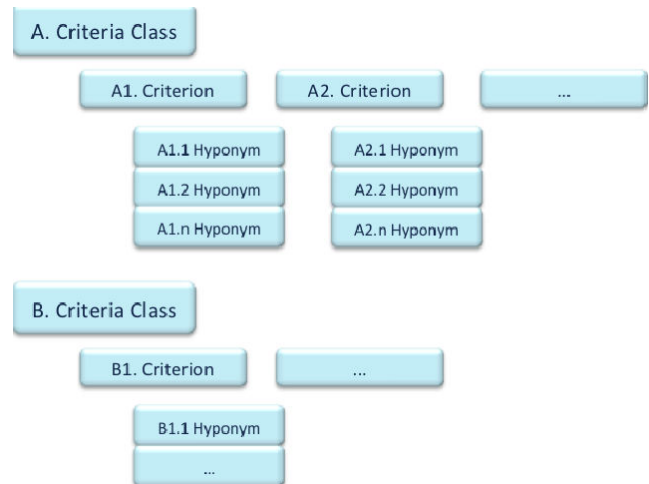 A. Criteria Class
A1. Criterion
A2. Criterion
...
A1.1 Hyponym
A2.1 Hyponym
A1.2 Hyponym
A2.2 Hyponym
A1.n Hyponym
A2.n Hyponym
B. Criteria Class
B1. Criterion
...
B1.1 Hyponym
...